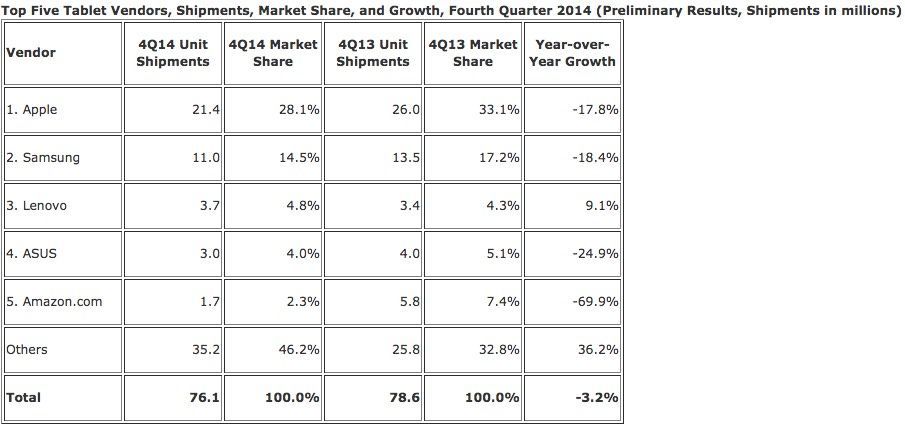 Top Five Tablet Vendors, Shipments, Market Share, and Growth, Fourth Quarter 2014 (Preliminary Results, Shipments in millions)
Vendor 4Q14 Unit Shipments 4Q14 Market Share 4Q13 Unit Shipments 4Q13 Market Share Year-over-Year Growth
1. Apple 21.4 28.1% 26.0 33.1% -17.8%
2. Samsung 11.0 14.5% 13.5 17.2% -18.4%
3. Lenovo 3.7 4.8% 3.4 4.3% 9.1%
4. ASUS 3.0 4.0% 4.0 5.1% -24.9%
5. Amazon.com 1.7 2.3% 5.8 7.4% -69.9%
Others 35.2 46.2% 25.8 32.8% 36.2%
Total 76.1 100.0% 78.6 100.0% -3.2%